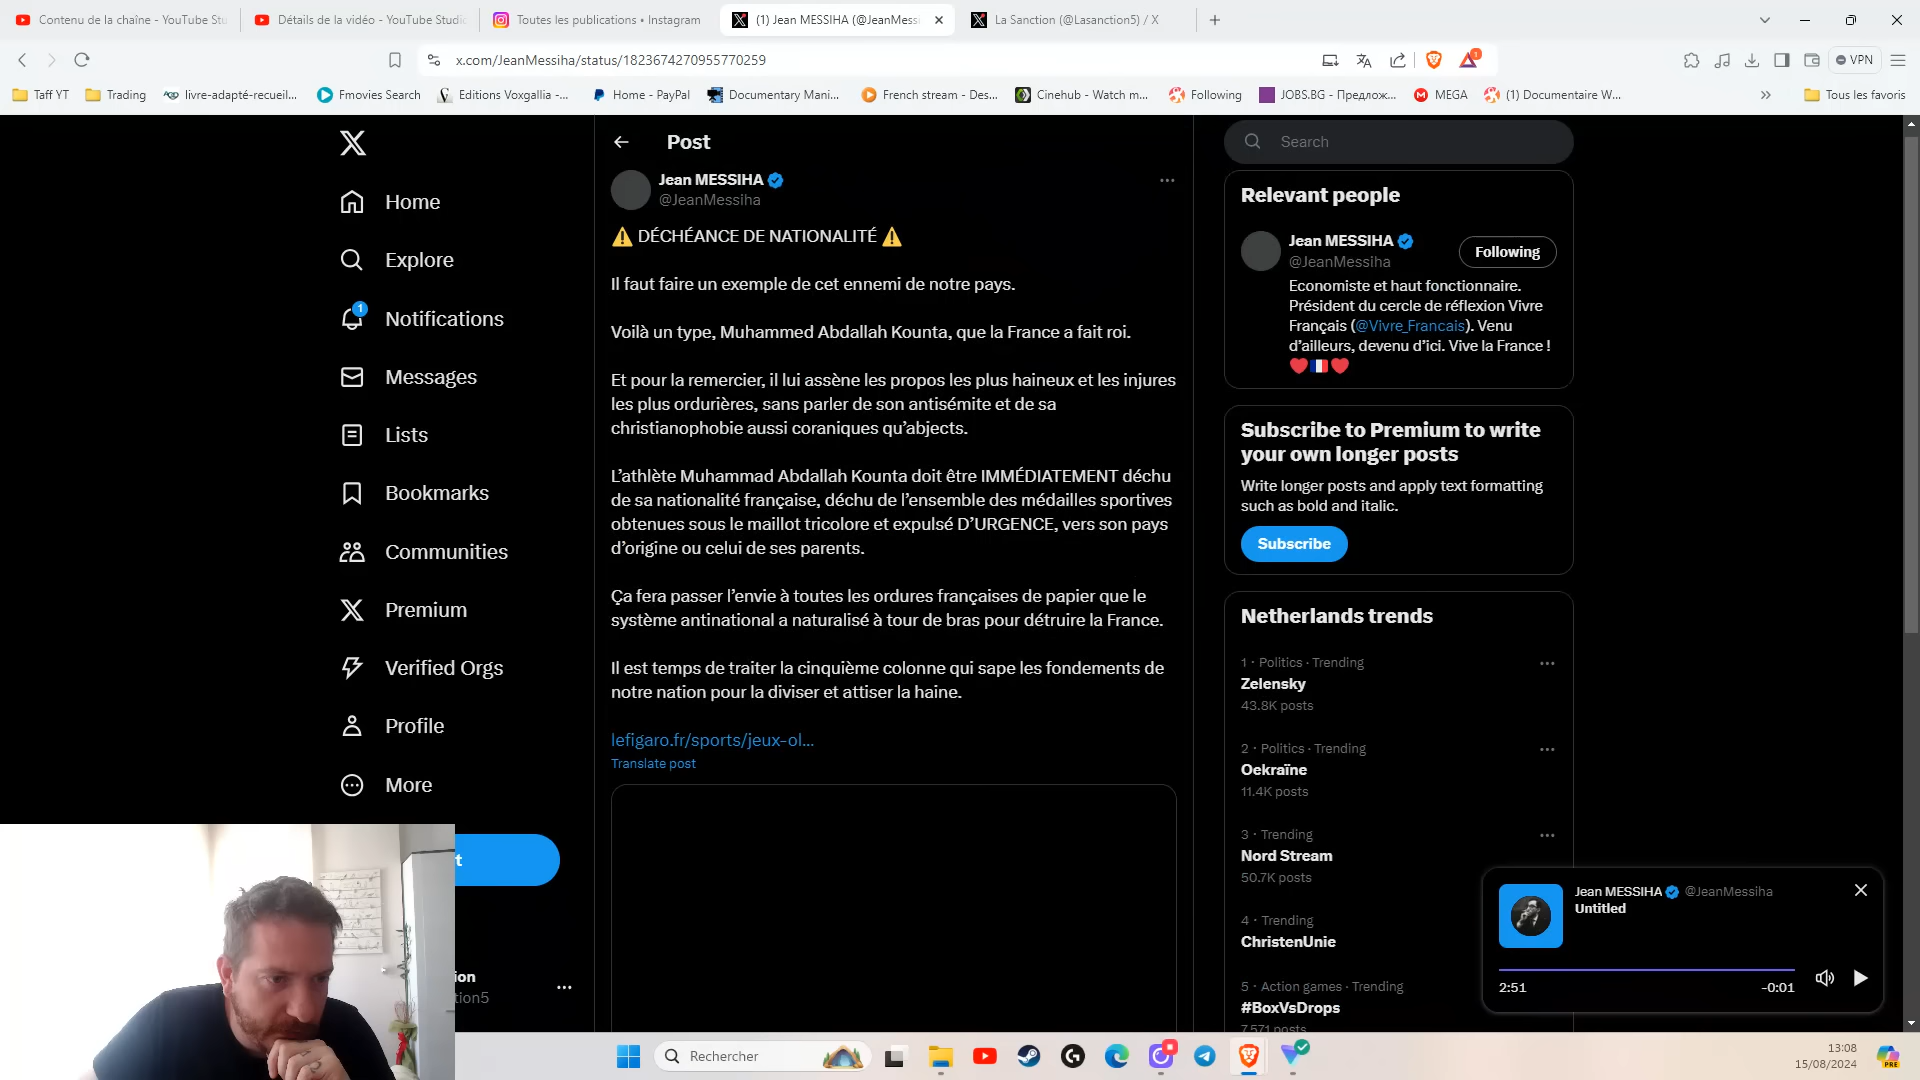 Contenu de la chaîne - YouTube Stu
Détails de la vidéo - YouTube Studio
Toutes les publications • Instagram
(1) Jean MESSIHA (@JeanMess
La Sanction (@Lasanction5) / X
x.com/JeanMessiha/status/1823674270955770259
1
VPN
Taff YT
Trading
livre-adapté-recueil...
Fmovies Search
Editions Voxgallia -...
Home - PayPal
Documentary Mani...
French stream - Des...
Cinehub - Watch m...
Following
JOBS.BG - Предлож...
MEGA
(1) Documentaire W...
Tous les favoris
Home
Explore
1
Notifications
Messages
Lists
Bookmarks
Communities
Premium
Verified Orgs
Profile
More
t
ion
tion5
Post
Jean MESSIHA
@JeanMessiha
⚠️ DÉCHÉANCE DE NATIONALITÉ ⚠️
Il faut faire un exemple de cet ennemi de notre pays.
Voilà un type, Muhammed Abdallah Kounta, que la France a fait roi.
Et pour la remercier, il lui assène les propos les plus haineux et les injures
les plus ordurières, sans parler de son antisémite et de sa
christianophobie aussi coraniques qu'abjects.
L'athlète Muhammad Abdallah Kounta doit être IMMÉDIATEMENT déchu
de sa nationalité française, déchu de l'ensemble des médailles sportives
obtenues sous le maillot tricolore et expulsé D'URGENCE, vers son pays
d'origine ou celui de ses parents.
Ça fera passer l'envie à toutes les ordures françaises de papier que le
système antinational a naturalisé à tour de bras pour détruire la France.
Il est temps de traiter la cinquième colonne qui sape les fondements de
notre nation pour la diviser et attiser la haine.
lefigaro.fr/sports/jeux-ol...
Translate post
Search
Relevant people
Jean MESSIHA
@JeanMessiha
Following
Economiste et haut fonctionnaire.
Président du cercle de réflexion Vivre
Français (@Vivre_Francais). Venu
d'ailleurs, devenu d'ici. Vive la France !
❤️🇫🇷❤️
Subscribe to Premium to write
your own longer posts
Write longer posts and apply text formatting
such as bold and italic.
Subscribe
Netherlands trends
1 · Politics · Trending
Zelensky
43.8K posts
2 · Politics · Trending
Oekraïne
11.4K posts
3 · Trending
Nord Stream
50.7K posts
4 · Trending
ChristenUnie
5 · Action games · Trending
#BoxVsDrops
7,571 posts
Jean MESSIHA @JeanMessiha
Untitled
2:51
-0:01
Rechercher
13:08
15/08/2024
PRE